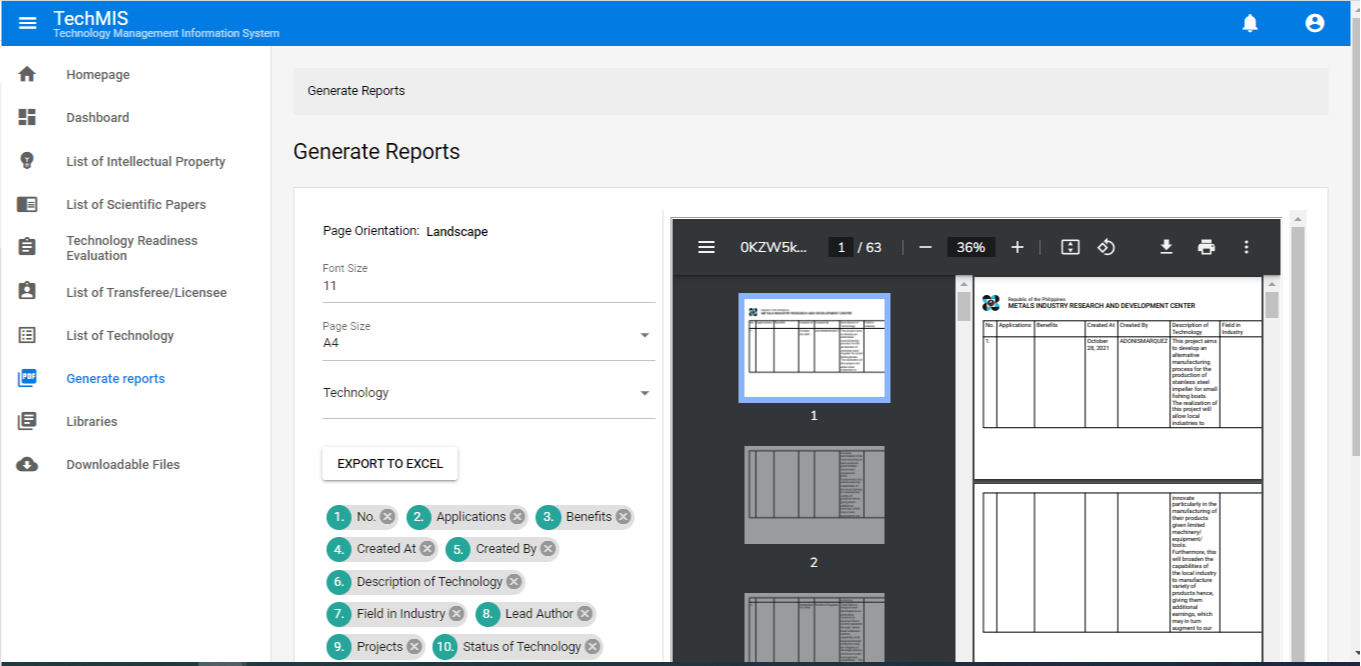 TechMIS
Technology Management Information System
Homepage
Dashboard
List of Intellectual Property
List of Scientific Papers
Technology Readiness
Evaluation
List of Transferee/Licensee
List of Technology
PDF
Generate reports
Libraries
Downloadable Files
Generate Reports
Generate Reports
Page Orientation: Landscape
Font Size
11
Page Size
A4
Technology
EXPORT TO EXCEL
1. No.
2. Applications
3. Benefits
4. Created At
5. Created By
6. Description of Technology
7. Field in Industry
8. Lead Author
9. Projects
10. Status of Technology
0KZW5k...
1 / 63
36%
1
2
Republic of the Philippines
METALS INDUSTRY RESEARCH AND DEVELOPMENT CENTER
No. Applications Benefits Created At Created By Description of Technology Field in Industry
1.
October
28, 2021
ADONISMARQUEZ
This project aims
to develop an
alternative
manufacturing
process for the
production of
stainless steel
impeller for small
fishing boats.
The realization of
this project will
allow local
industries to
innovate
particularly in the
manufacturing of
their products
given limited
machinery/
equipment/
tools.
Furthermore, this
will broaden the
capabilities of
the local industry
to manufacture
variety of
products hence,
giving them
additional
earnings, which
may in turn
augment to our